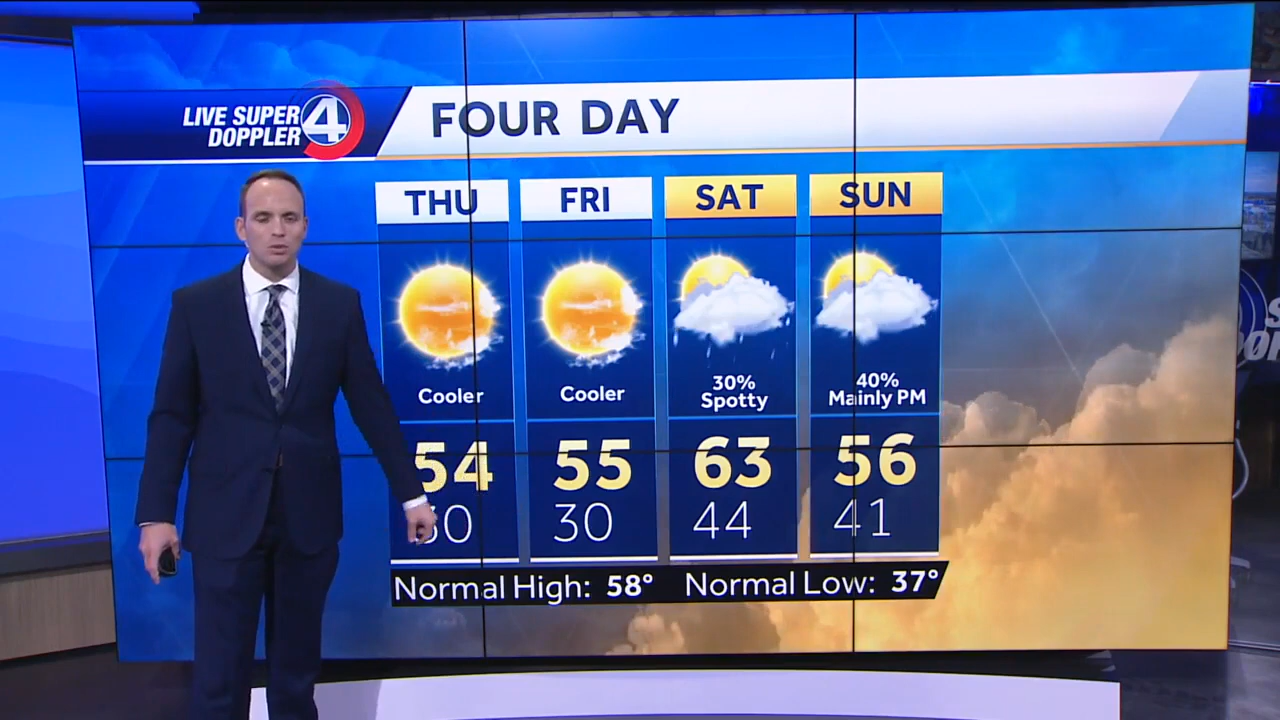 LIVE SUPER
DOPPLER 4
FOUR DAY
THU FRI SAT SUN
Cooler Cooler 30% 40%
Spotty Mainly PM
54 55 63 56
30 30 44 41
Normal High: 58° Normal Low: 37°